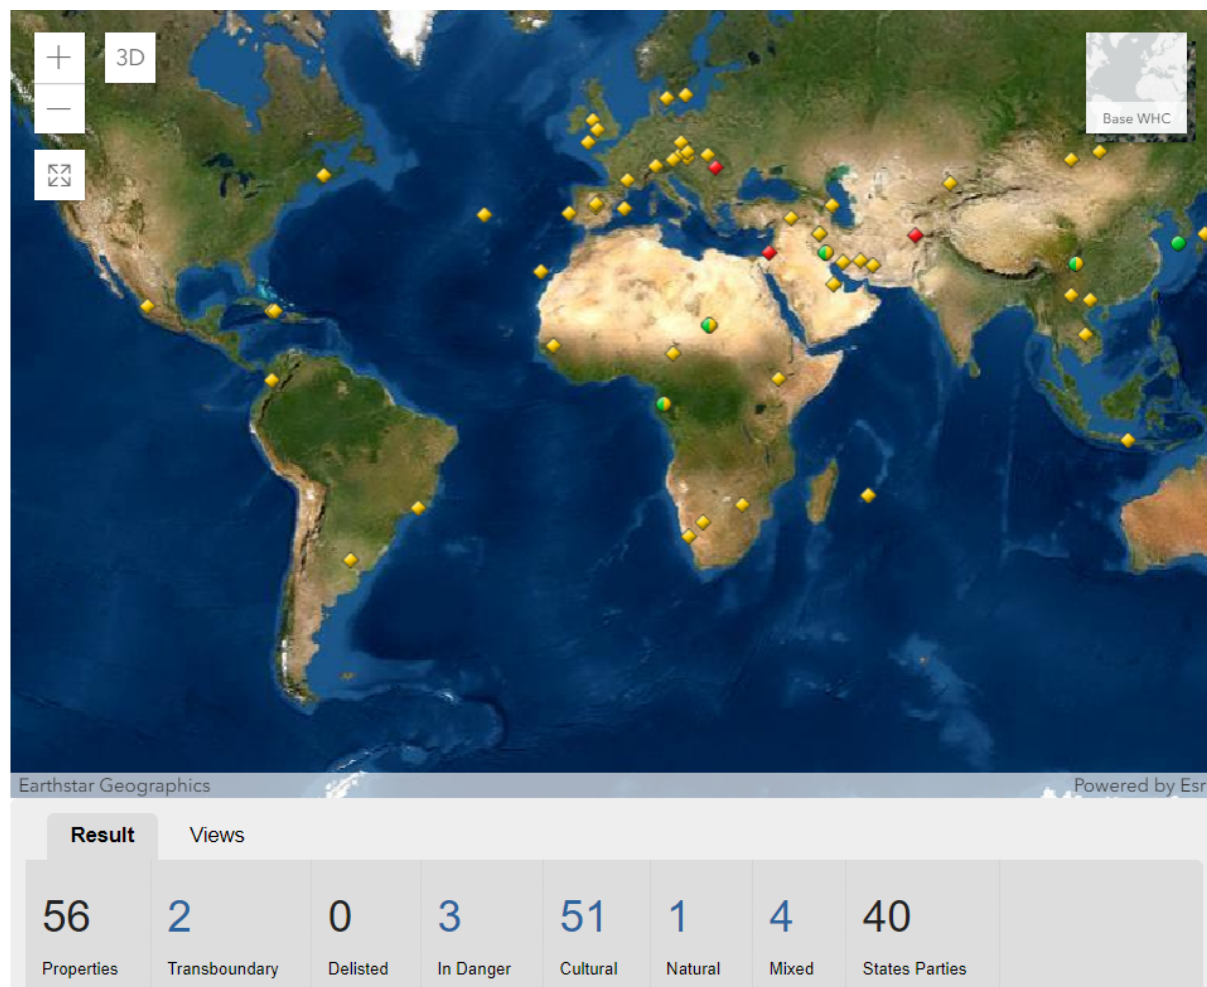 3D
Base WHC
Earthstar Geographics
Powered by Esr
Result
Views
56
2
0
3
51
1
4
40
Properties
Transboundary
Delisted
In Danger
Cultural
Natural
Mixed
States Parties